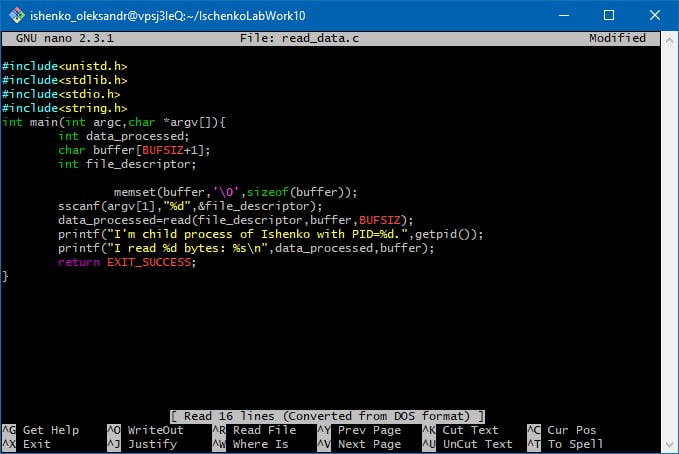 ishenko_oleksandr@vpsj3leQ:~/IschenkoLabWork10
GNU nano 2.3.1 File: read_data.c Modified
#include<unistd.h>
#include<stdlib.h>
#include<stdio.h>
#include<string.h>
int main(int argc,char *argv[]){
        int data_processed;
        char buffer[BUFSIZ+1];
        int file_descriptor;
                memset(buffer,'\0',sizeof(buffer));
        sscanf(argv[1],"%d",&file_descriptor);
        data_processed=read(file_descriptor,buffer,BUFSIZ);
        printf("I'm child process of Ishenko with PID=%d.",getpid());
        printf("I read %d bytes: %s\n",data_processed,buffer);
        return EXIT_SUCCESS;
}
[ Read 16 lines (Converted from DOS format) ]
^G Get Help ^O WriteOut ^R Read File ^Y Prev Page ^K Cut Text ^C Cur Pos
^X Exit ^J Justify ^W Where Is ^V Next Page ^U UnCut Text ^T To Spell